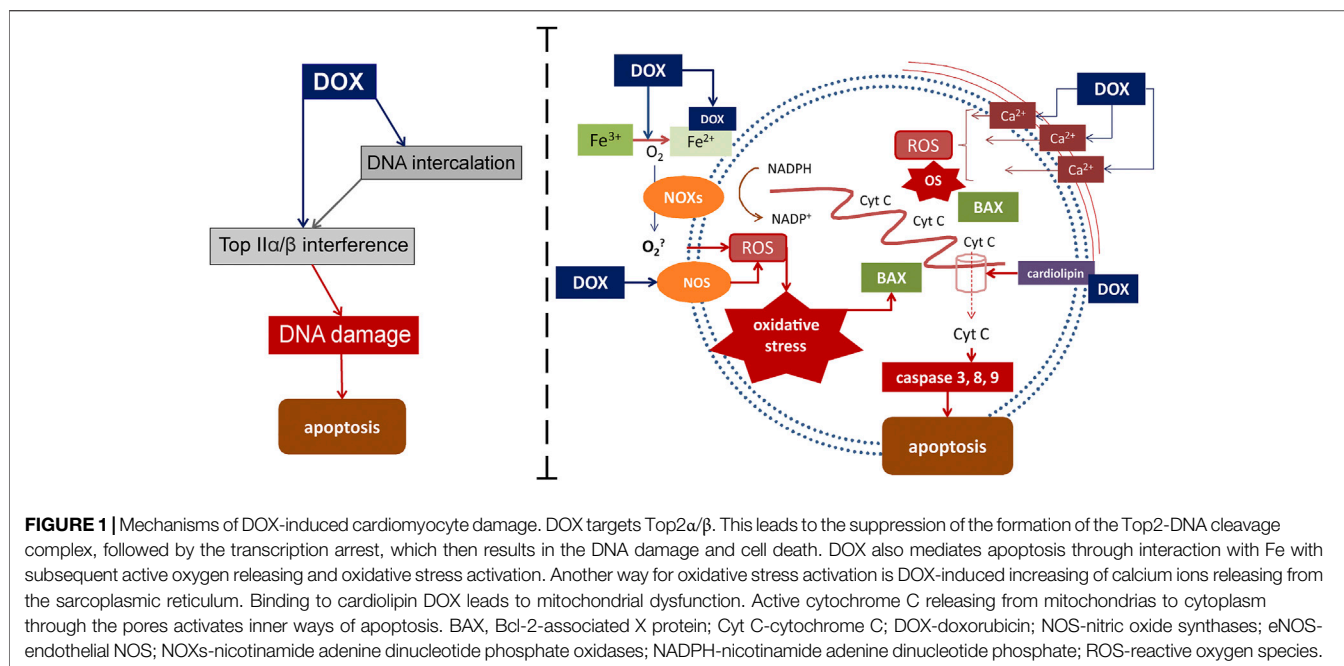 DOX
DNA intercalation
Top IIα/β interference
DNA damage
apoptosis
DOX
DOX
Fe³⁺
O₂
Fe²⁺
NOXs
O₂?
DOX
NOS
NADPH
NADP⁺
ROS
oxidative
stress
BAX
Cyt C
Cyt C
Cyt C
ROS
OS
BAX
Ca²⁺
Ca²⁺
Ca²⁺
DOX
cardiolipin
DOX
Cyt C
caspase 3, 8, 9
apoptosis
FIGURE 1 | Mechanisms of DOX-induced cardiomyocyte damage. DOX targets Top2α/β. This leads to the suppression of the formation of the Top2-DNA cleavage
complex, followed by the transcription arrest, which then results in the DNA damage and cell death. DOX also mediates apoptosis through interaction with Fe with
subsequent active oxygen releasing and oxidative stress activation. Another way for oxidative stress activation is DOX-induced increasing of calcium ions releasing from
the sarcoplasmic reticulum. Binding to cardiolipin DOX leads to mitochondrial dysfunction. Active cytochrome C releasing from mitochondrias to cytoplasm
through the pores activates inner ways of apoptosis. BAX, Bcl-2-associated X protein; Cyt C-cytochrome C; DOX-doxorubicin; NOS-nitric oxide synthases; eNOS-
endothelial NOS; NOXs-nicotinamide adenine dinucleotide phosphate oxidases; NADPH-nicotinamide adenine dinucleotide phosphate; ROS-reactive oxygen species.